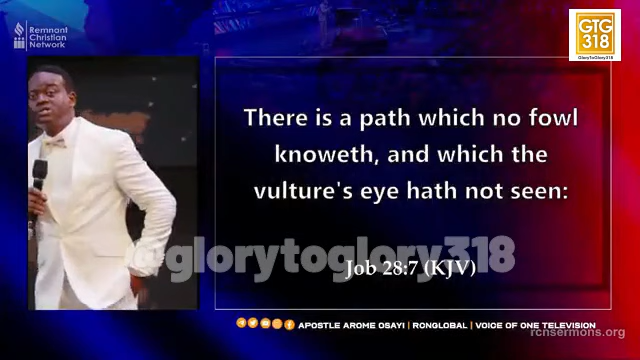 Remnant
Christian
Network
GTG
318
GloryToGlory318
There is a path which no fowl
knoweth, and which the
vulture's eye hath not seen:
@glorytoglory318
Job 28:7 (KJV)
APOSTLE AROME OSAYI | RONGLOBAL | VOICE OF ONE TELEVISION
rcnsermons.org